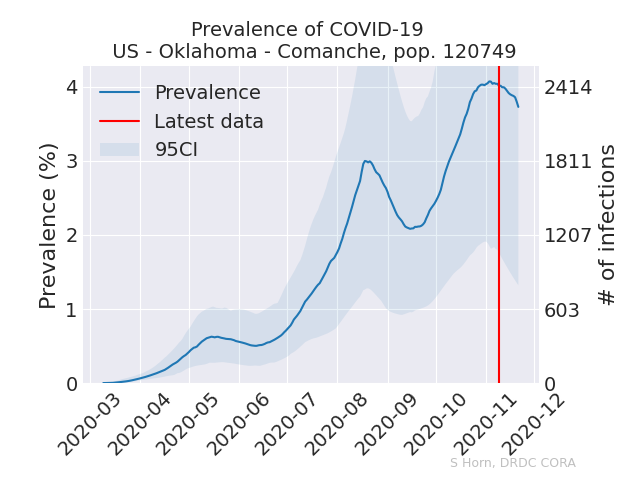 Prevalence of COVID-19
US - Oklahoma - Comanche, pop. 120749
Prevalence
Latest data
95CI
Prevalence (%)
4
3
2
1
0
2414
1811
1207
603
0
# of infections
2020-03
2020-04
2020-05
2020-06
2020-07
2020-08
2020-09
2020-10
2020-11
2020-12
S Horn, DRDC CORA